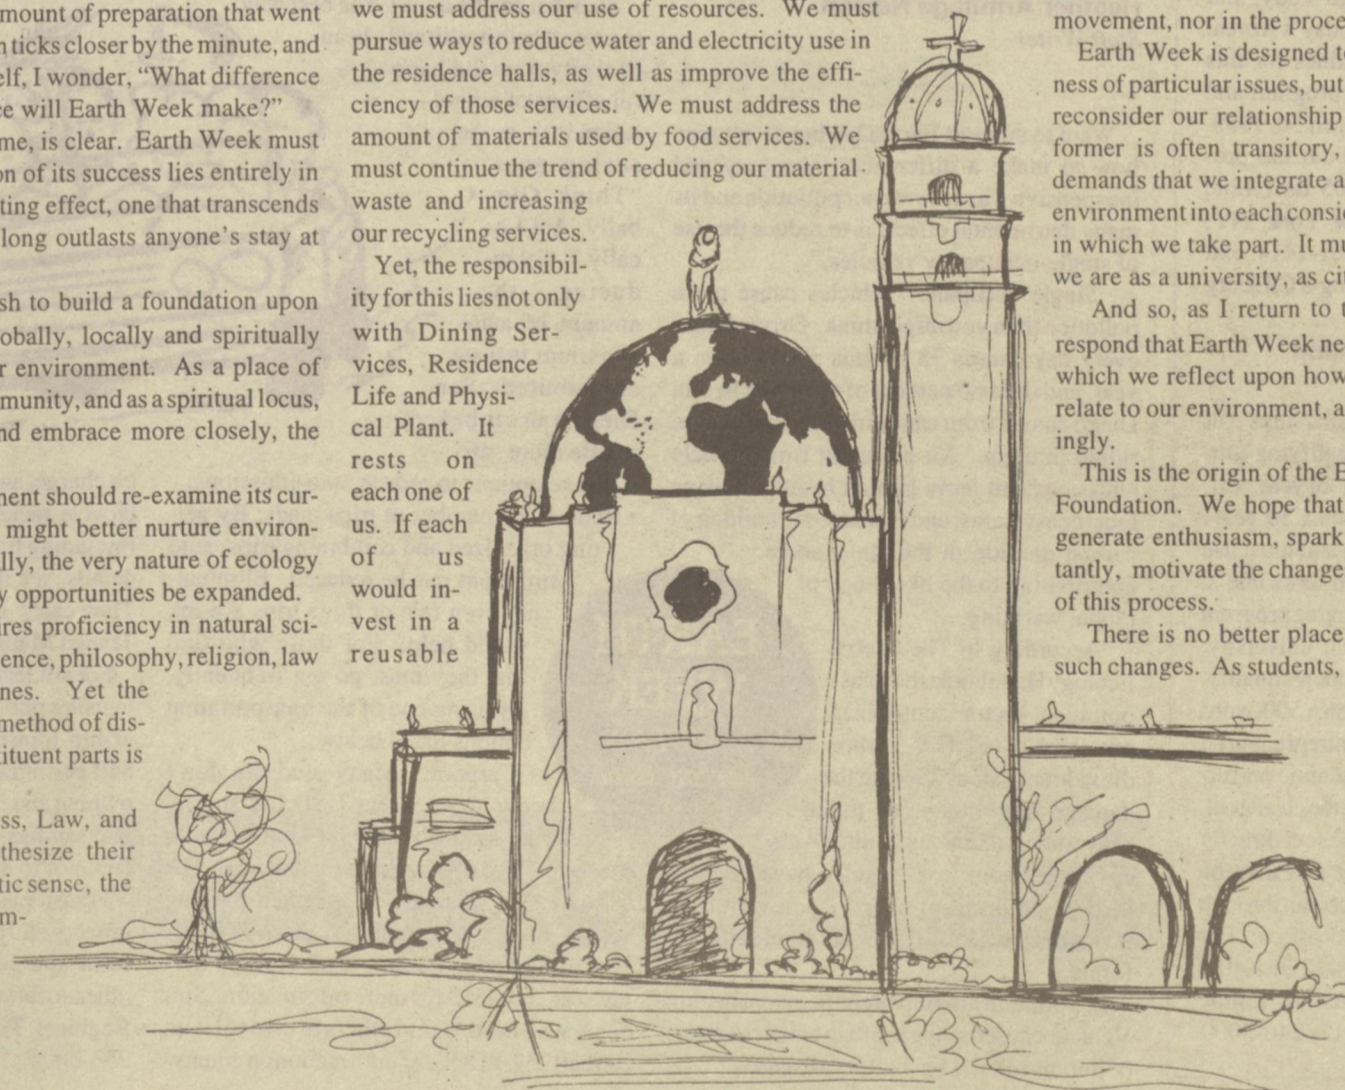 mount of preparation that went
ticks closer by the minute, and
elf, I wonder, "What difference
ce will Earth Week make?"
me, is clear. Earth Week must
on of its success lies entirely in
ting effect, one that transcends
long outlasts anyone's stay at
sh to build a foundation upon
obally, locally and spiritually
r environment. As a place of
munity, and as a spiritual locus,
nd embrace more closely, the
ment should re-examine its cur-
might better nurture environ-
lly, the very nature of ecology
y opportunities be expanded.
ires proficiency in natural sci-
ence, philosophy, religion, law
nes. Yet the
method of dis-
stituent parts is
ss, Law, and
thesize their
tic sense, the
m-
we must address our use of resources. We must
pursue ways to reduce water and electricity use in
the residence halls, as well as improve the effi-
ciency of those services. We must address the
amount of materials used by food services. We
must continue the trend of reducing our material
waste and increasing
our recycling services.
Yet, the responsibil-
ity for this lies not only
with Dining Ser-
vices, Residence
Life and Physi-
cal Plant. It
rests on
each one of
us. If each
of us
would in-
vest in a
reusable
movement, nor in the proce
Earth Week is designed t
ness of particular issues, but
reconsider our relationship
former is often transitory,
demands that we integrate a
environment into each consi
in which we take part. It mu
we are as a university, as cit
And so, as I return to t
respond that Earth Week ne
which we reflect upon how
relate to our environment, a
ingly.
This is the origin of the E
Foundation. We hope that
generate enthusiasm, spark
tantly, motivate the change
of this process.
There is no better place
such changes. As students,